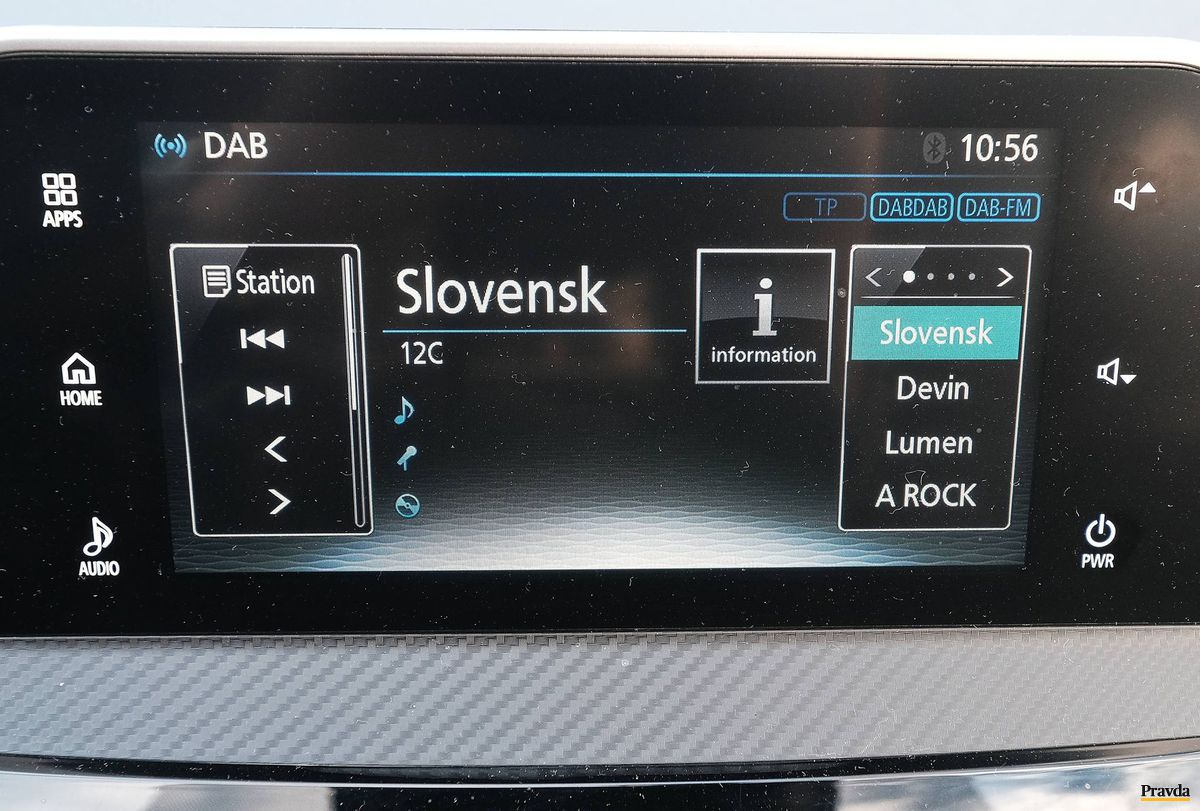 DAB
10:56
TP
DABDAB
DAB-FM
APPS
HOME
AUDIO
Station
Slovensk
12C
i
information
Slovensk
Devin
Lumen
A ROCK
PWR
Pravda